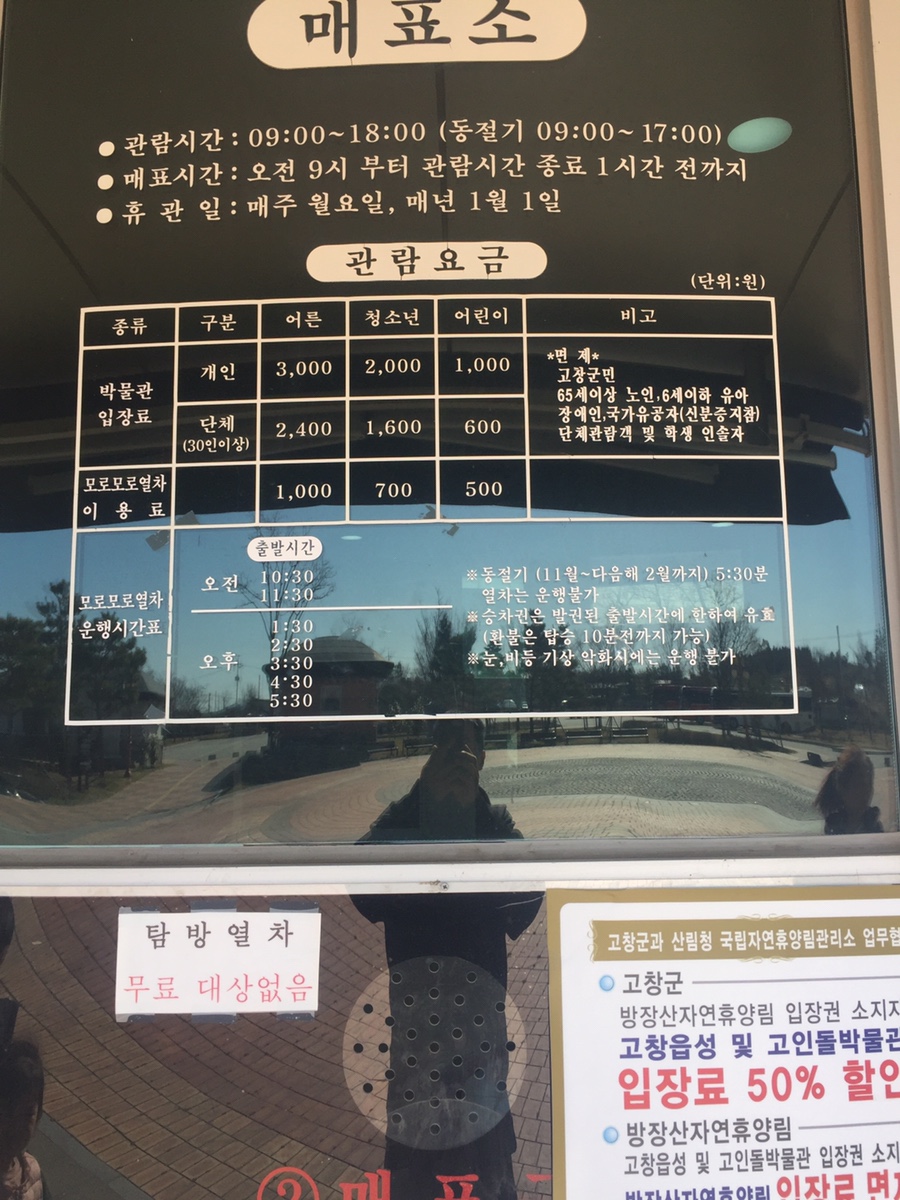 매표소
● 관람시간 : 09:00~18:00 (동절기 09:00~17:00)
● 매표시간 : 오전 9시 부터 관람시간 종료 1시간 전까지
● 휴 관 일 : 매주 월요일, 매년 1월 1일
관람요금
(단위:원)
종류 구분 어른 청소년 어린이 비고
박물관 입장료 개인 3,000 2,000 1,000
단체 (30인이상) 2,400 1,600 600
*면 제*
고창군민
65세이상 노인,6세이하 유아
장애인,국가유공자(신분증지참)
단체관람객 및 학생 인솔자
모로모로열차
이 용 료 1,000 700 500
모로모로열차
운행시간표
출발시간
오전 10:30
11:30
오후 1:30
2:30
3:30
4:30
5:30
※동절기 (11월~다음해 2월까지) 5:30분
열차는 운행불가
※승차권은 발권된 출발시간에 한하여 유효
(환불은 탑승 10분전까지 가능)
※눈,비등 기상 악화시에는 운행 불가
탐 방 열 차
무료 대상없음
고창군과 산림청 국립자연휴양림관리소 업무협
고창군
방장산자연휴양림 입장권 소지자
고창읍성 및 고인돌박물관
입장료 50% 할인
방장산자연휴양림
고창읍성 및 고인돌박물관 입장권 소지
방장산자연휴양림 입장료 면제
② 매 표